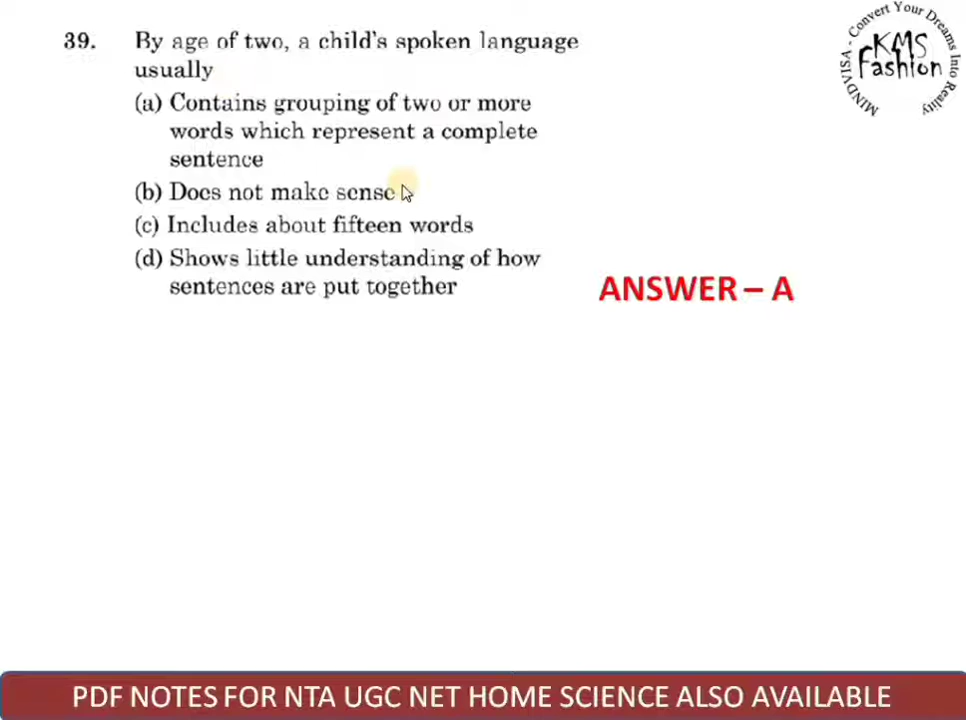 39. By age of two, a child's spoken language
usually
(a) Contains grouping of two or more
words which represent a complete
sentence
(b) Does not make sense
(c) Includes about fifteen words
(d) Shows little understanding of how
sentences are put together
ANSWER – A
MINDVISA - Convert Your Dreams Into Reality
KMS
Fashion
PDF NOTES FOR NTA UGC NET HOME SCIENCE ALSO AVAILABLE